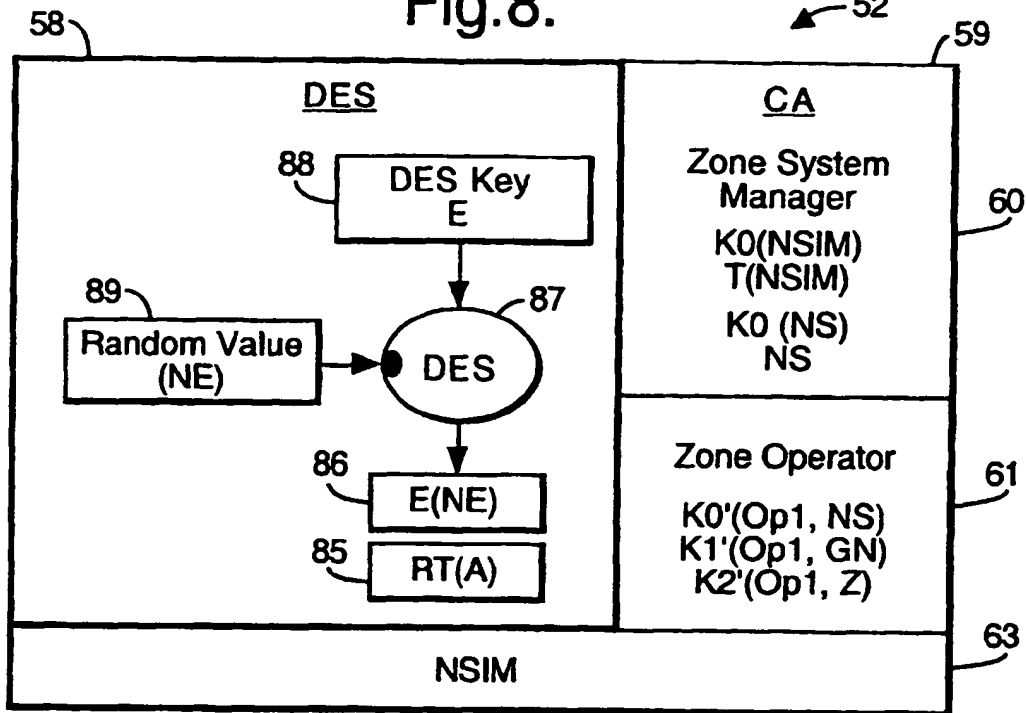 Fig.8.
52
58
59
DES
88
DES Key
E
89
Random Value
(NE)
87
DES
86
E(NE)
85
RT(A)
CA
Zone System
Manager
K0(NSIM)
T(NSIM)
K0 (NS)
NS
60
Zone Operator
K0'(Op1, NS)
K1'(Op1, GN)
K2'(Op1, Z)
61
NSIM
63